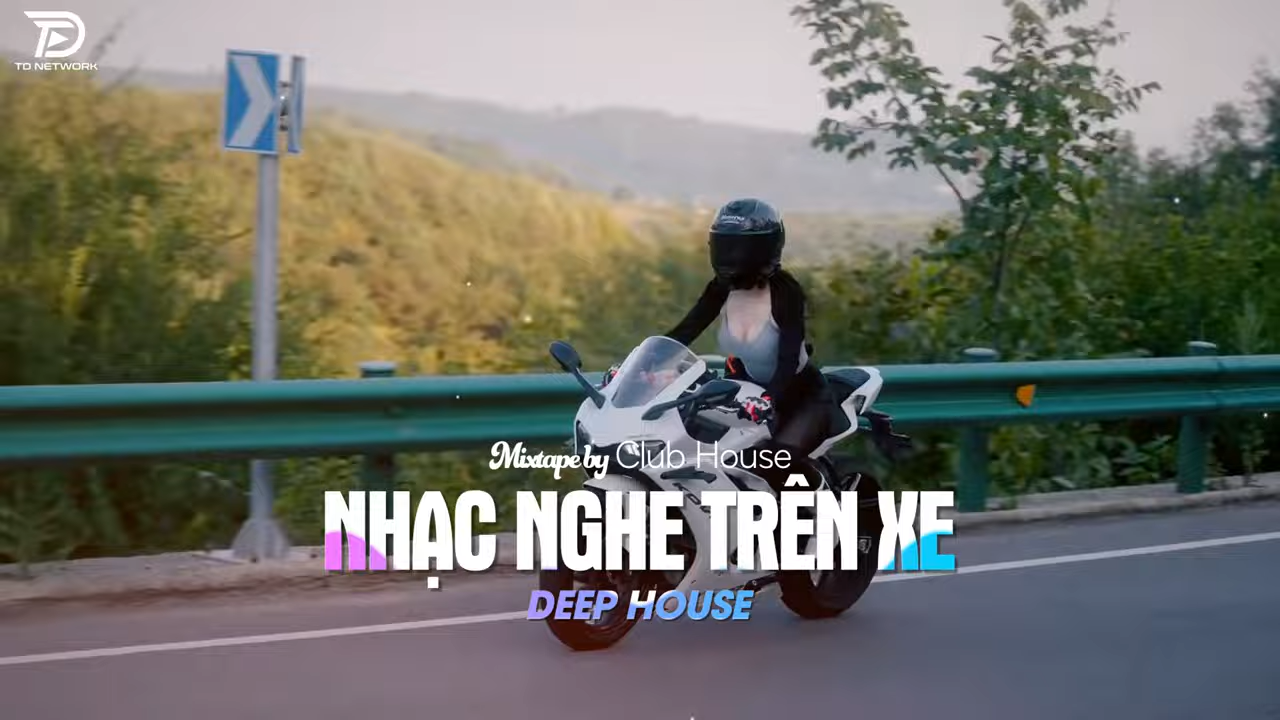 TD NETWORK
Mixtape by Club House
NHẠC NGHE TRÊN XE
DEEP HOUSE